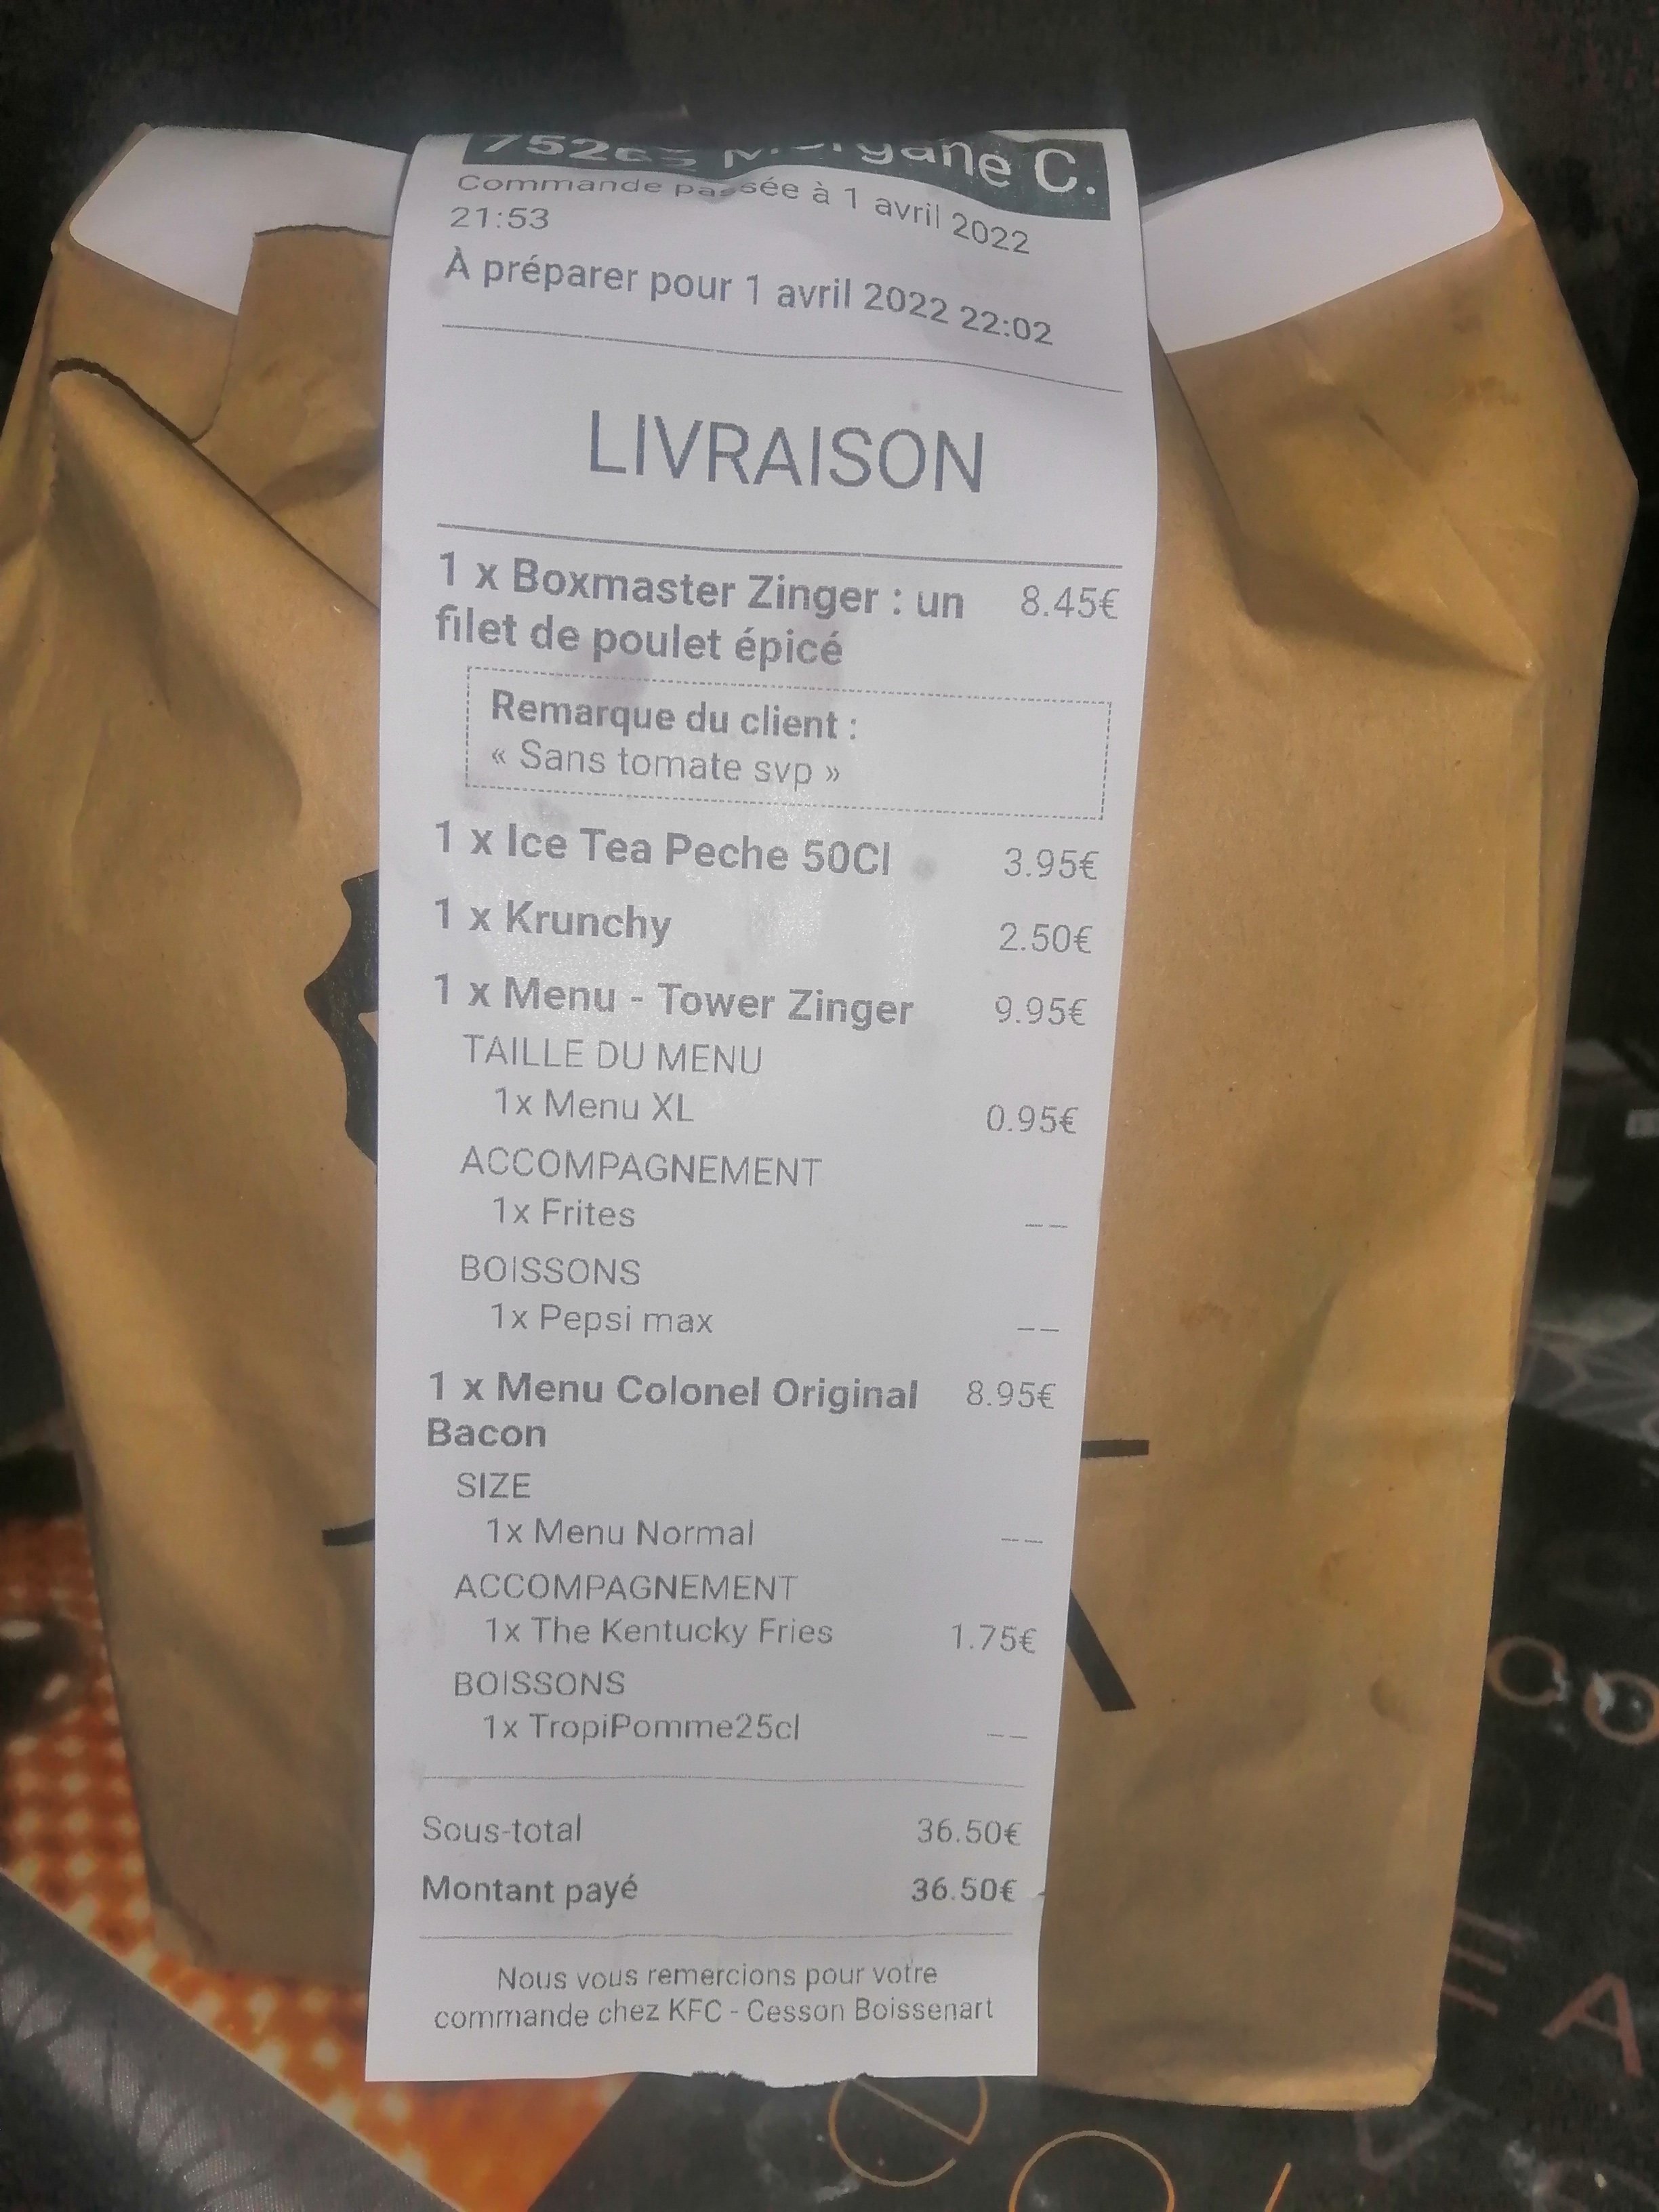 C.
Commande passée à 1 avril 2022
21:53
À préparer pour 1 avril 2022 22:02
LIVRAISON
1 x Boxmaster Zinger : un 8.45€
filet de poulet épicé
Remarque du client :
« Sans tomate svp »
1 x Ice Tea Peche 50Cl 3.95€
1 x Krunchy 2.50€
1 x Menu - Tower Zinger 9.95€
TAILLE DU MENU
1x Menu XL 0.95€
ACCOMPAGNEMENT
1x Frites --
BOISSONS
1x Pepsi max --
1 x Menu Colonel Original 8.95€
Bacon
SIZE
1x Menu Normal --
ACCOMPAGNEMENT
1x The Kentucky Fries 1.75€
BOISSONS
1x TropiPomme25cl --
Sous-total 36.50€
Montant payé 36.50€
Nous vous remercions pour votre
commande chez KFC - Cesson Boissenart